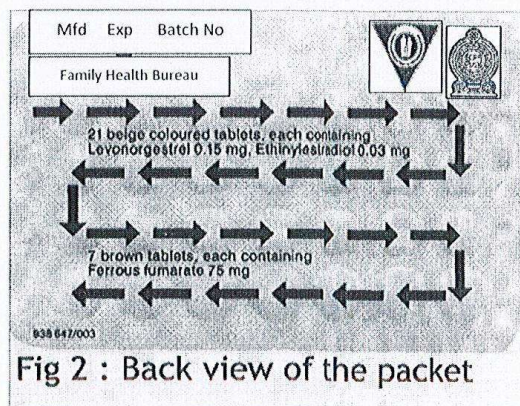 Mfd Exp Batch No
Family Health Bureau
21 beige coloured tablets, each containing
Levonorgestrel 0.15 mg, Ethinylestradiol 0.03 mg
7 brown tablets, each containing
Ferrous fumarate 75 mg
938 647/003
Fig 2 : Back view of the packet